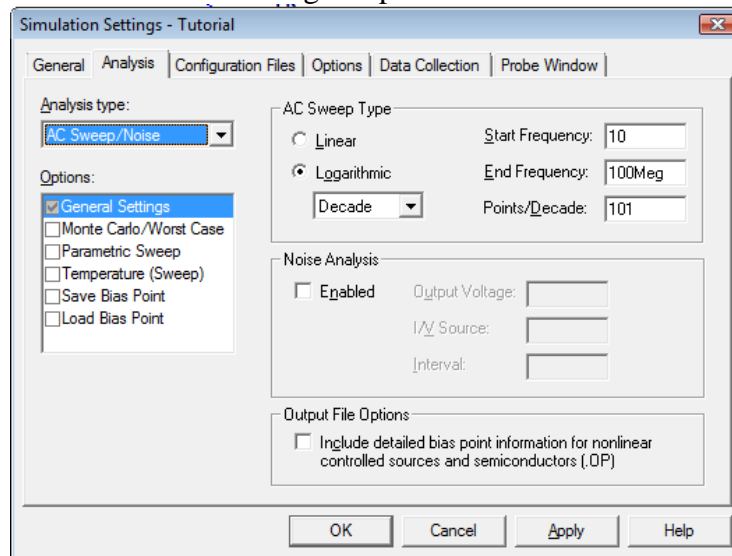 Simulation Settings - Tutorial
General Analysis Configuration Files Options Data Collection Probe Window
Analysis type:
AC Sweep/Noise
Options:
General Settings
Monte Carlo/Worst Case
Parametric Sweep
Temperature (Sweep)
Save Bias Point
Load Bias Point
AC Sweep Type
Linear
Logarithmic
Decade
Start Frequency: 10
End Frequency: 100Meg
Points/Decade: 101
Noise Analysis
Enabled
Output Voltage:
I/V Source:
Interval:
Output File Options
Include detailed bias point information for nonlinear
controlled sources and semiconductors (.OP)
OK Cancel Apply Help